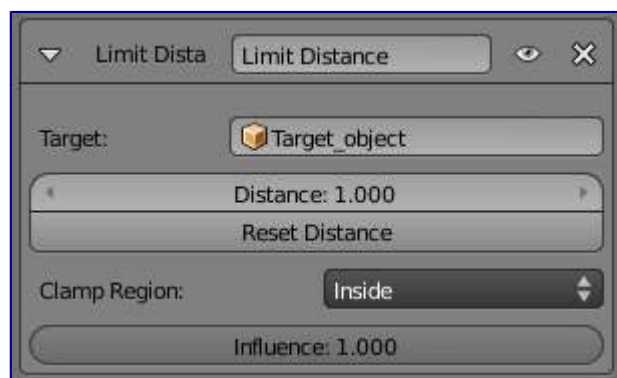 Limit Dista Limit Distance
Target: Target_object
Distance: 1.000
Reset Distance
Clamp Region: Inside
Influence: 1.000